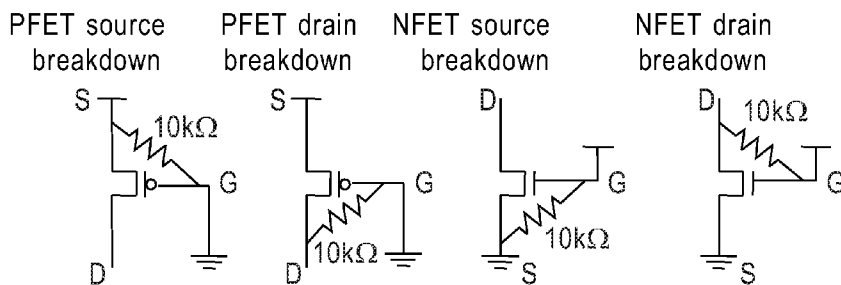 PFET source
breakdown
PFET drain
breakdown
NFET source
breakdown
NFET drain
breakdown
S
10kΩ
G
D
S
G
10kΩ
D
D
G
10kΩ
S
D
10kΩ
G
S